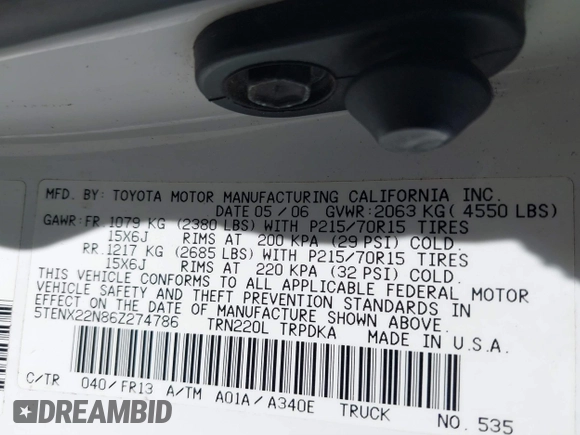 MFD. BY: TOYOTA MOTOR MANUFACTURING CALIFORNIA INC.
DATE 05/06 GVWR: 2063 KG( 4550 LBS)
GAWR: FR. 1079 KG (2380 LBS) WITH P215/70R15 TIRES
15X6J RIMS AT 200 KPA (29 PSI) COLD.
RR. 1217 KG (2685 LBS) WITH P215/70R15 TIRES
15X6J RIMS AT 220 KPA (32 PSI) COLD.
THIS VEHICLE CONFORMS TO ALL APPLICABLE FEDERAL MOTOR
VEHICLE SAFETY AND THEFT PREVENTION STANDARDS IN
EFFECT ON THE DATE OF MANUFACTURE SHOWN ABOVE.
5TENX22N86Z274786 TRN220L TRPDKA MADE IN U.S.A.
C/TR 040/FR13 A/TM A01A/A340E TRUCK NO. 535
DREAMBID